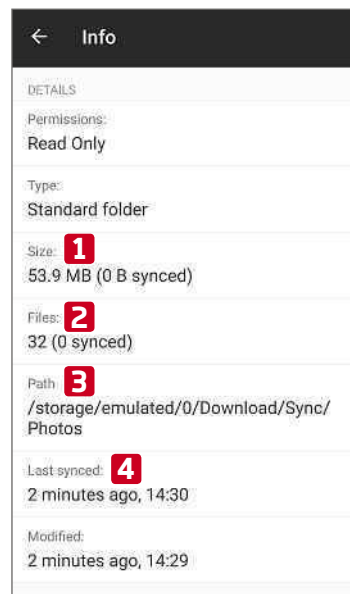 ← Info
DETAILS
Permissions:
Read Only
Type:
Standard folder
Size: 1
53.9 MB (0 B synced)
Files: 2
32 (0 synced)
Path 3
/storage/emulated/0/Download/Sync/
Photos
Last synced: 4
2 minutes ago, 14:30
Modified:
2 minutes ago, 14:29